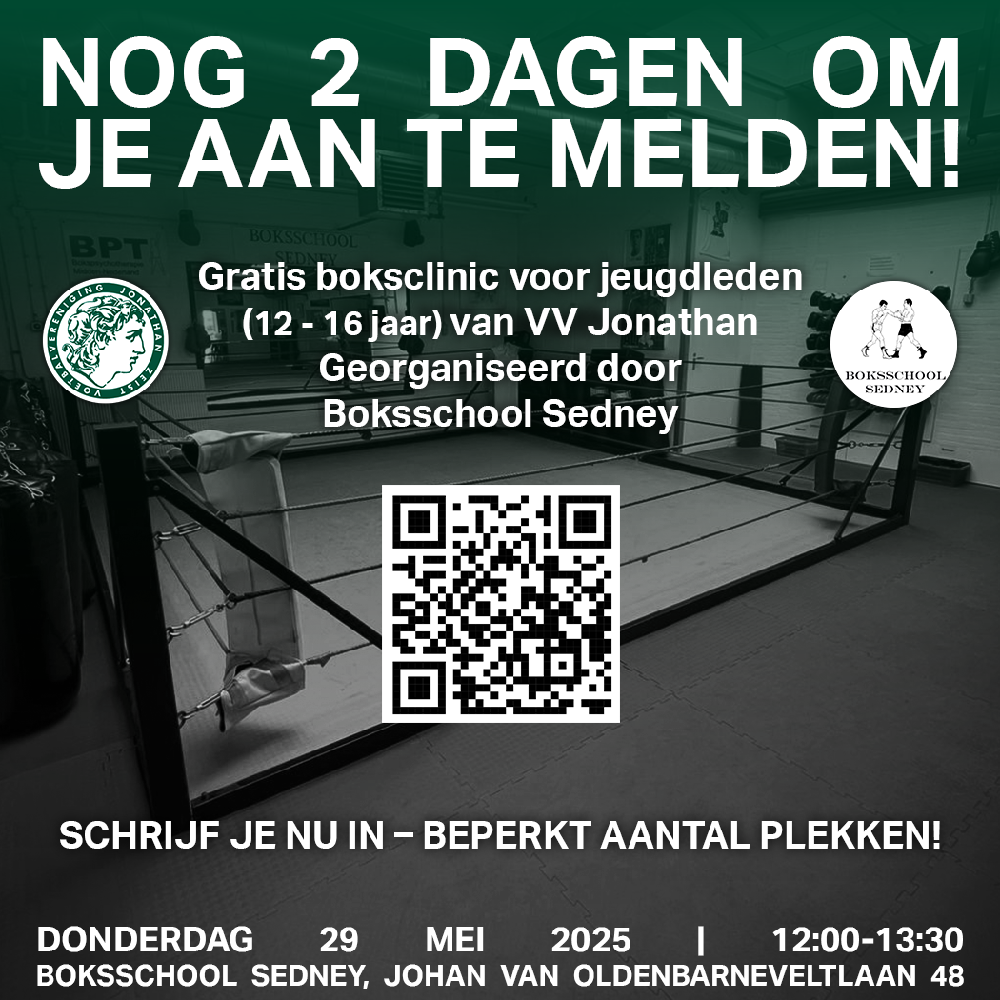 NOG 2 DAGEN OM
JE AAN TE MELDEN!
BPT
BOKSSCHOOL
SEDNEY
Gratis boksclinic voor jeugdleden
(12 - 16 jaar) van VV Jonathan
Georganiseerd door
Boksschool Sedney
VOETBALVERENIGING JONATHAN ZEIST
BOKSSCHOOL
SEDNEY
SCHRIJF JE NU IN – BEPERKT AANTAL PLEKKEN!
DONDERDAG 29 MEI 2025 | 12:00-13:30
BOKSSCHOOL SEDNEY, JOHAN VAN OLDENBARNEVELTLAAN 48